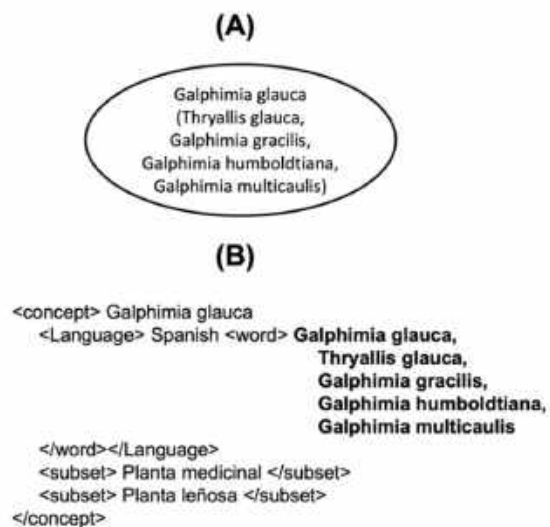 (A)
Galphimia glauca
(Thryallis glauca,
Galphimia gracilis,
Galphimia humboldtiana,
Galphimia multicaulis)
(B)
<concept> Galphimia glauca
<Language> Spanish <word> Galphimia glauca,
Thryallis glauca,
Galphimia gracilis,
Galphimia humboldtiana,
Galphimia multicaulis
</word></Language>
<subset> Planta medicinal </subset>
<subset> Planta leñosa </subset>
</concept>